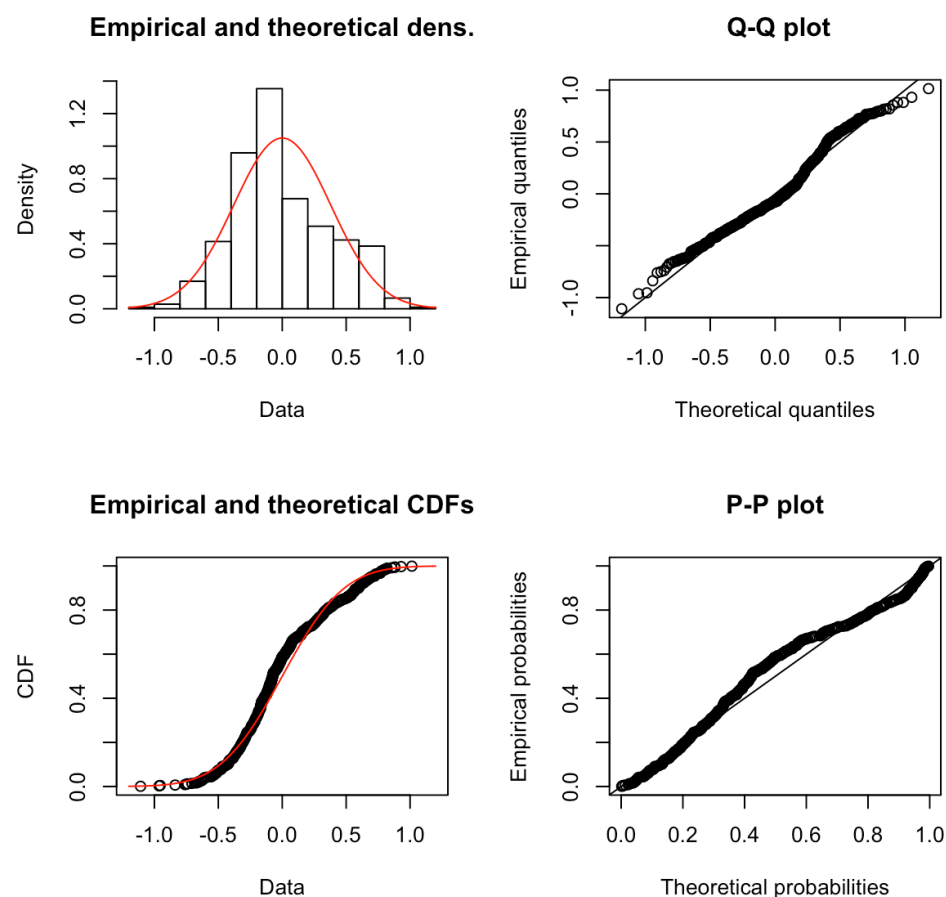 Empirical and theoretical dens.
Density
0.0 0.4 0.8 1.2
-1.0 -0.5 0.0 0.5 1.0
Data
Q-Q plot
Empirical quantiles
-1.0 0.0 0.5 1.0
-1.0 -0.5 0.0 0.5 1.0
Theoretical quantiles
Empirical and theoretical CDFs
CDF
0.0 0.4 0.8
-1.0 -0.5 0.0 0.5 1.0
Data
P-P plot
Empirical probabilities
0.0 0.4 0.8
0.0 0.2 0.4 0.6 0.8 1.0
Theoretical probabilities